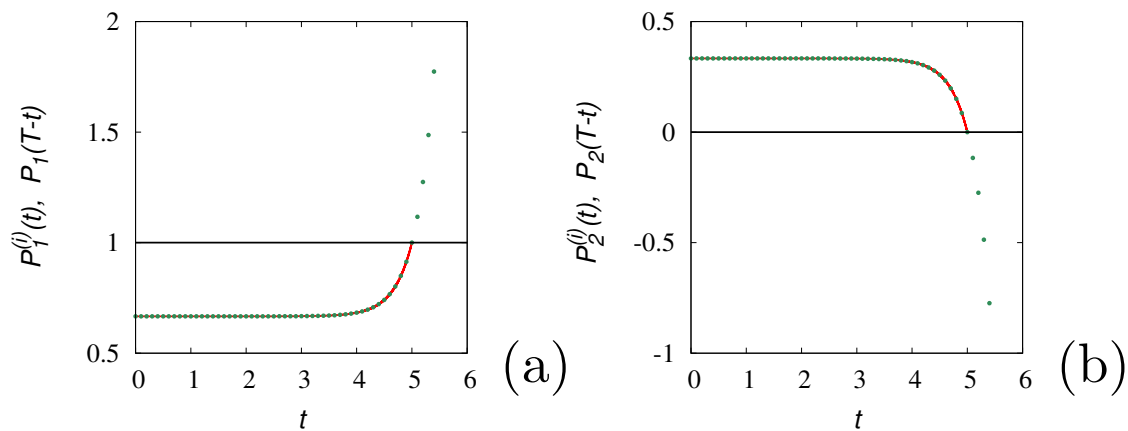 2
1.5
1
0.5
0 1 2 3 4 5 6
t
P₁⁽ⁱ⁾(t), P₁(T-t)
(a)
0.5
0
-0.5
-1
0 1 2 3 4 5 6
t
P₂⁽ⁱ⁾(t), P₂(T-t)
(b)